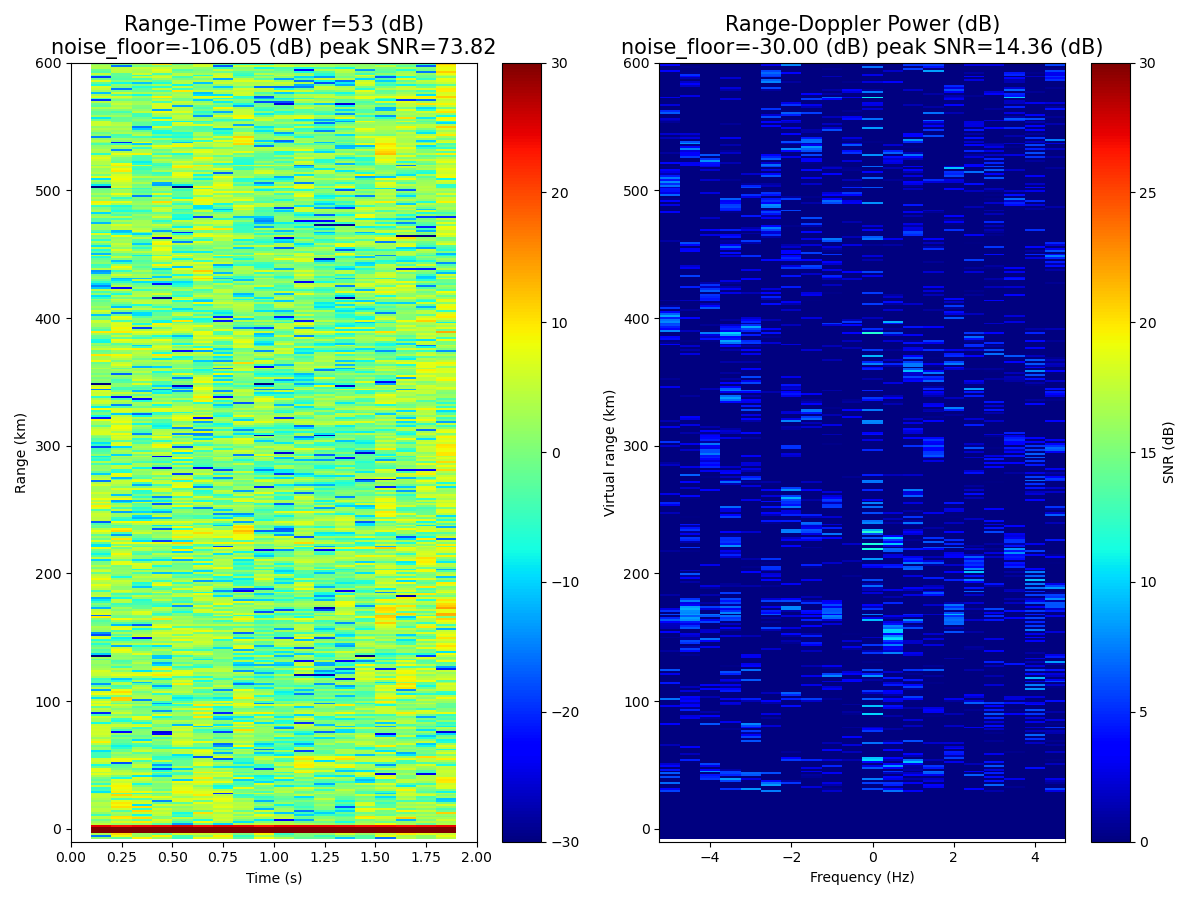 Range-Time Power f=53 (dB)
noise_floor=-106.05 (dB) peak SNR=73.82
Range-Doppler Power (dB)
noise_floor=-30.00 (dB) peak SNR=14.36 (dB)
600
500
400
300
200
100
0
Range (km)
0.00 0.25 0.50 0.75 1.00 1.25 1.50 1.75 2.00
Time (s)
30
20
10
0
−10
−20
−30
600
500
400
300
200
100
0
Virtual range (km)
−4 −2 0 2 4
Frequency (Hz)
30
25
20
15
10
5
0
SNR (dB)